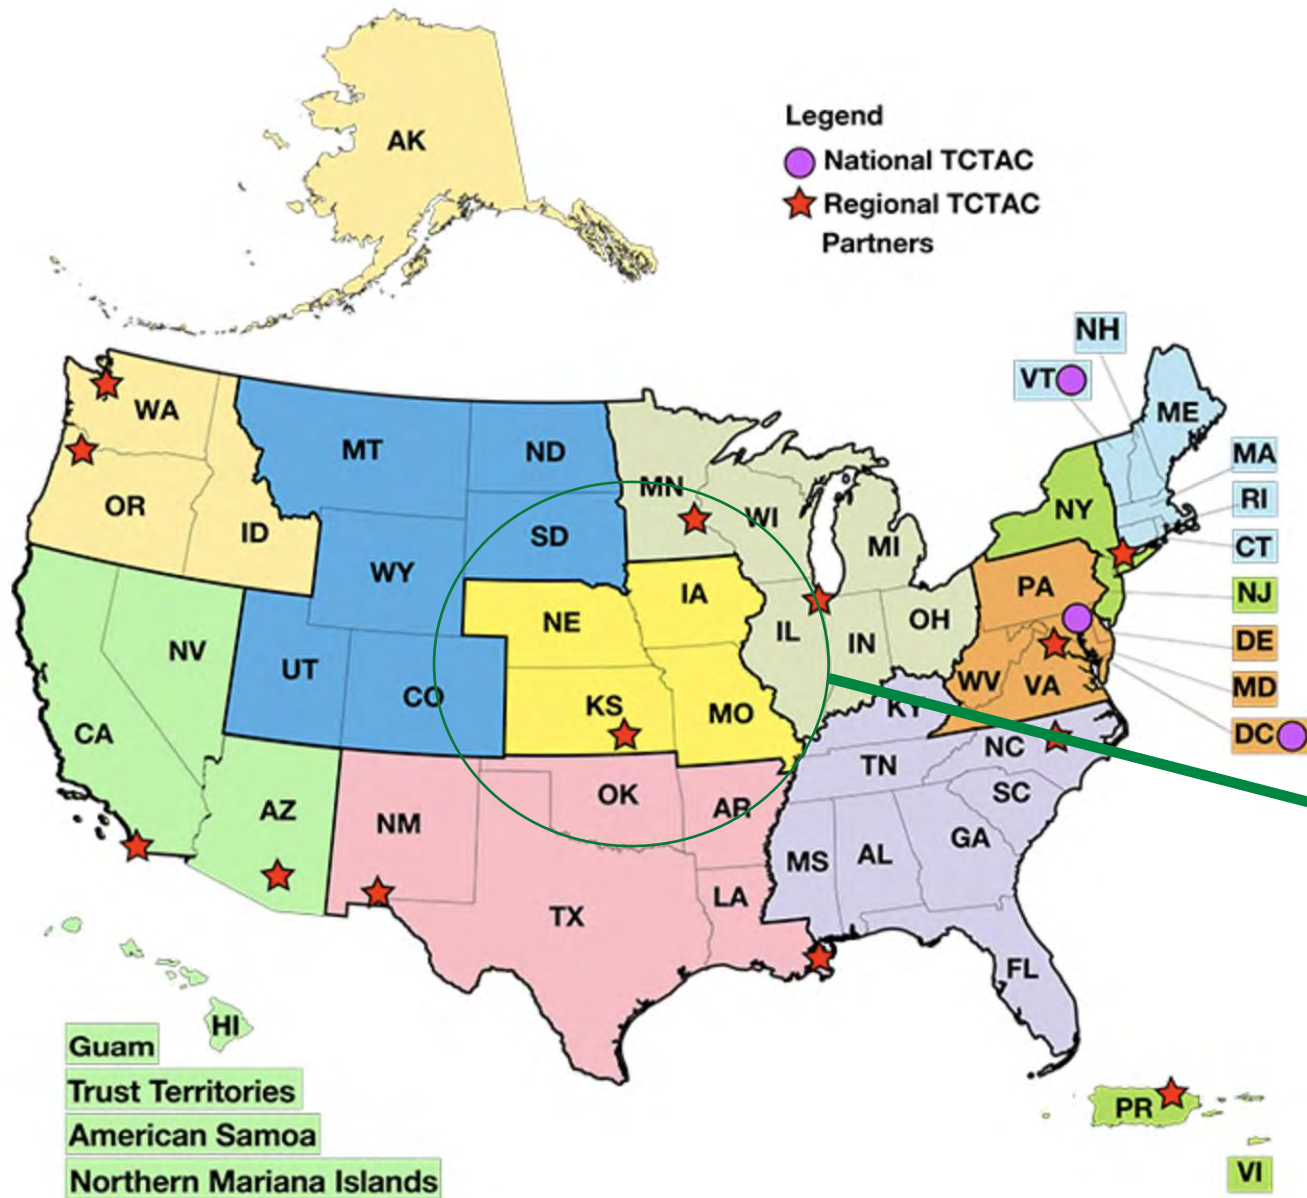 AK
Legend
National TCTAC
Regional TCTAC
Partners
NH
VT
ME
WA
MA
MT
ND
MN
RI
OR
NY
WI
ID
SD
MI
CT
WY
PA
NJ
IA
NE
OH
IL
IN
DE
NV
UT
WV
VA
MD
CO
KS
MO
KY
CA
DC
NC
TN
OK
SC
AZ
AR
NM
GA
MS
AL
LA
TX
FL
HI
Guam
Trust Territories
PR
American Samoa
Northern Mariana Islands
VI